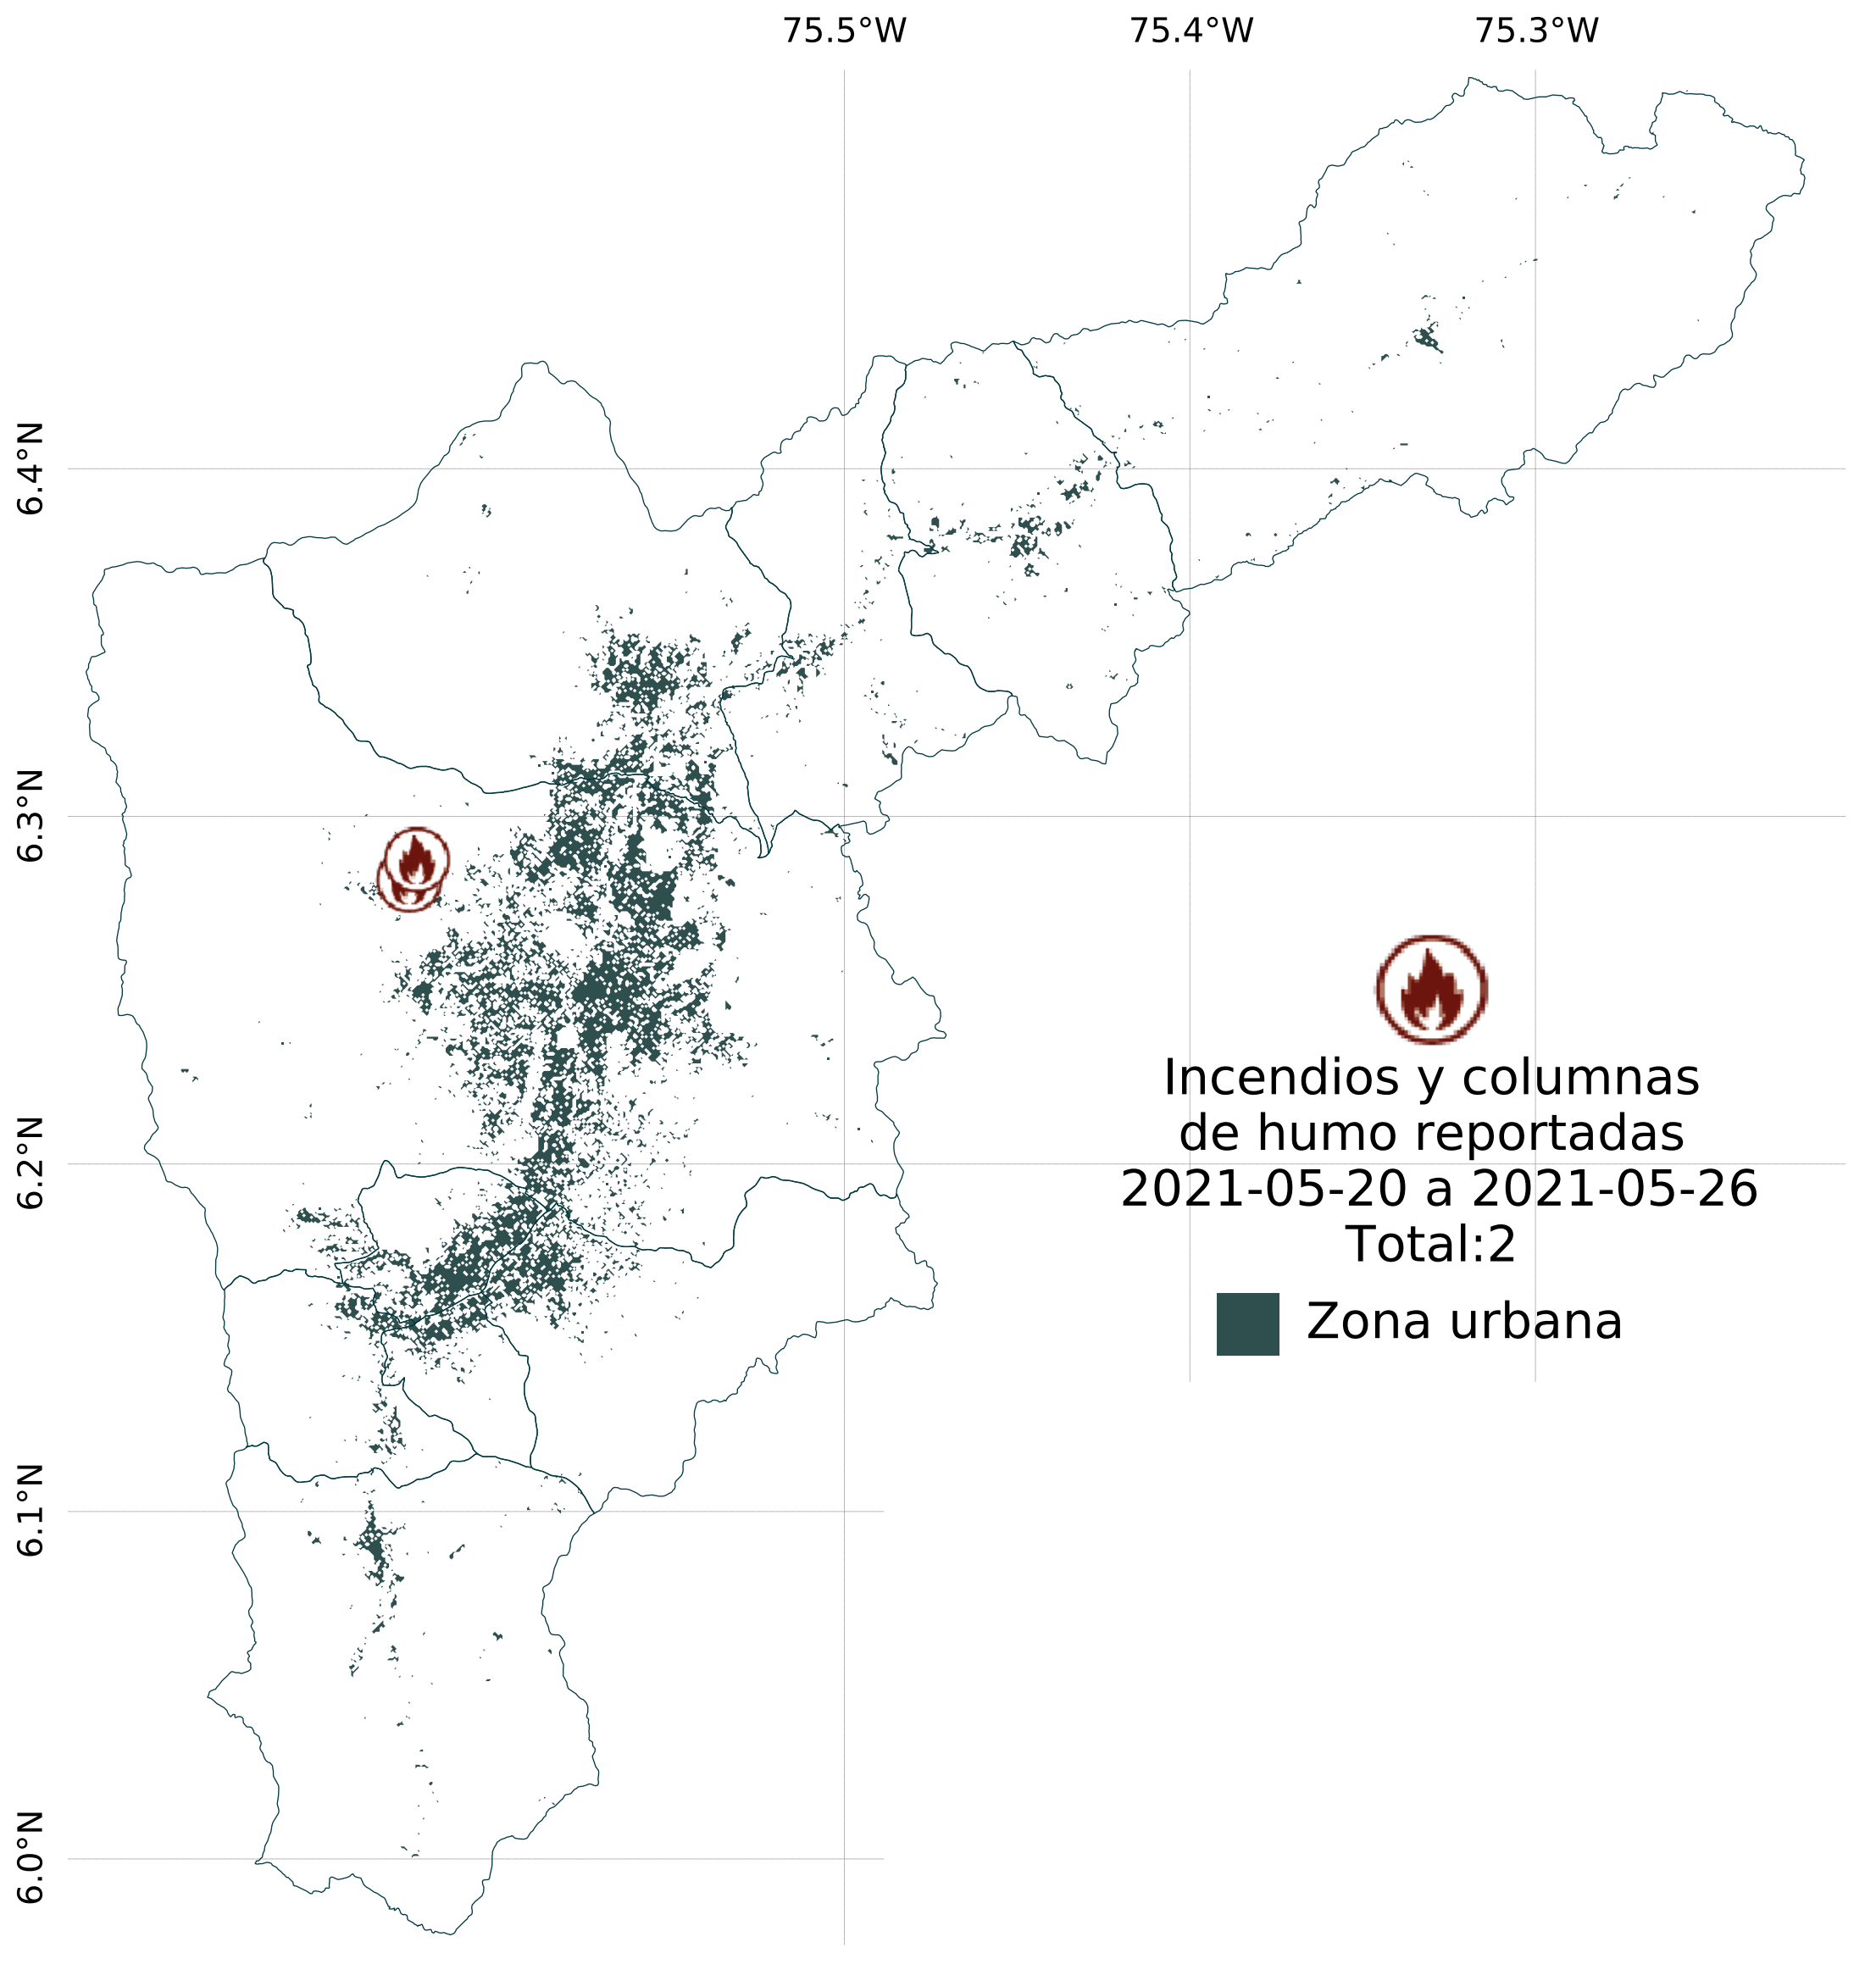 75.5°W 75.4°W 75.3°W
6.4°N
6.3°N
6.2°N
6.1°N
6.0°N
Incendios y columnas
de humo reportadas
2021-05-20 a 2021-05-26
Total:2
Zona urbana